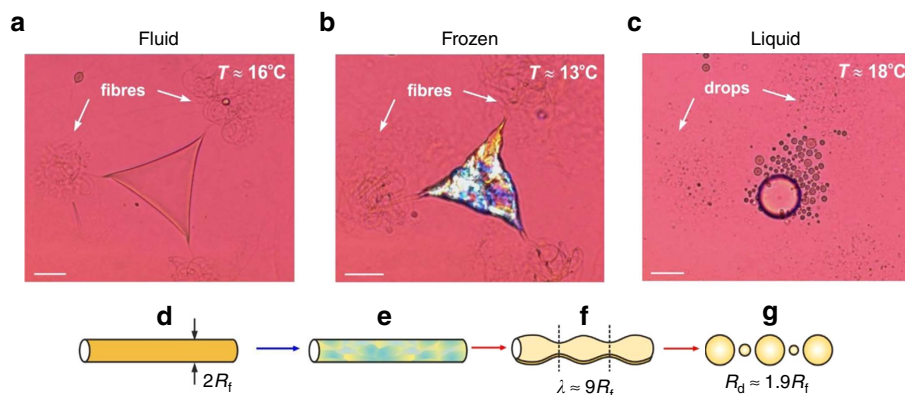 a
Fluid
T ≈ 16°C
fibres
b
Frozen
T ≈ 13°C
fibres
c
Liquid
T ≈ 18°C
drops
d
2Rf
e
f
λ ≈ 9Rf
g
Rd ≈ 1.9Rf